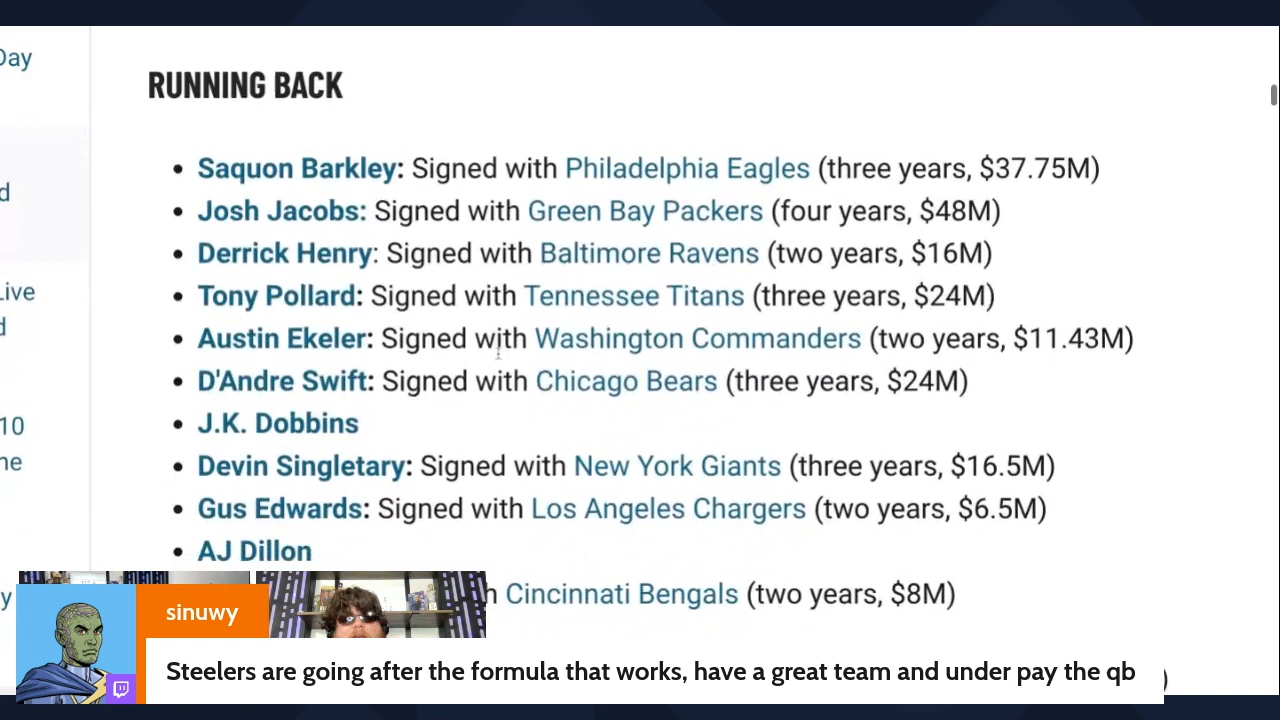 Day
RUNNING BACK
Saquon Barkley: Signed with Philadelphia Eagles (three years, $37.75M)
d
Josh Jacobs: Signed with Green Bay Packers (four years, $48M)
Derrick Henry: Signed with Baltimore Ravens (two years, $16M)
Live
Tony Pollard: Signed with Tennessee Titans (three years, $24M)
d
Austin Ekeler: Signed with Washington Commanders (two years, $11.43M)
D'Andre Swift: Signed with Chicago Bears (three years, $24M)
10
J.K. Dobbins
ne
Devin Singletary: Signed with New York Giants (three years, $16.5M)
Gus Edwards: Signed with Los Angeles Chargers (two years, $6.5M)
AJ Dillon
y
h Cincinnati Bengals (two years, $8M)
sinuwy
Steelers are going after the formula that works, have a great team and under pay the qb
)